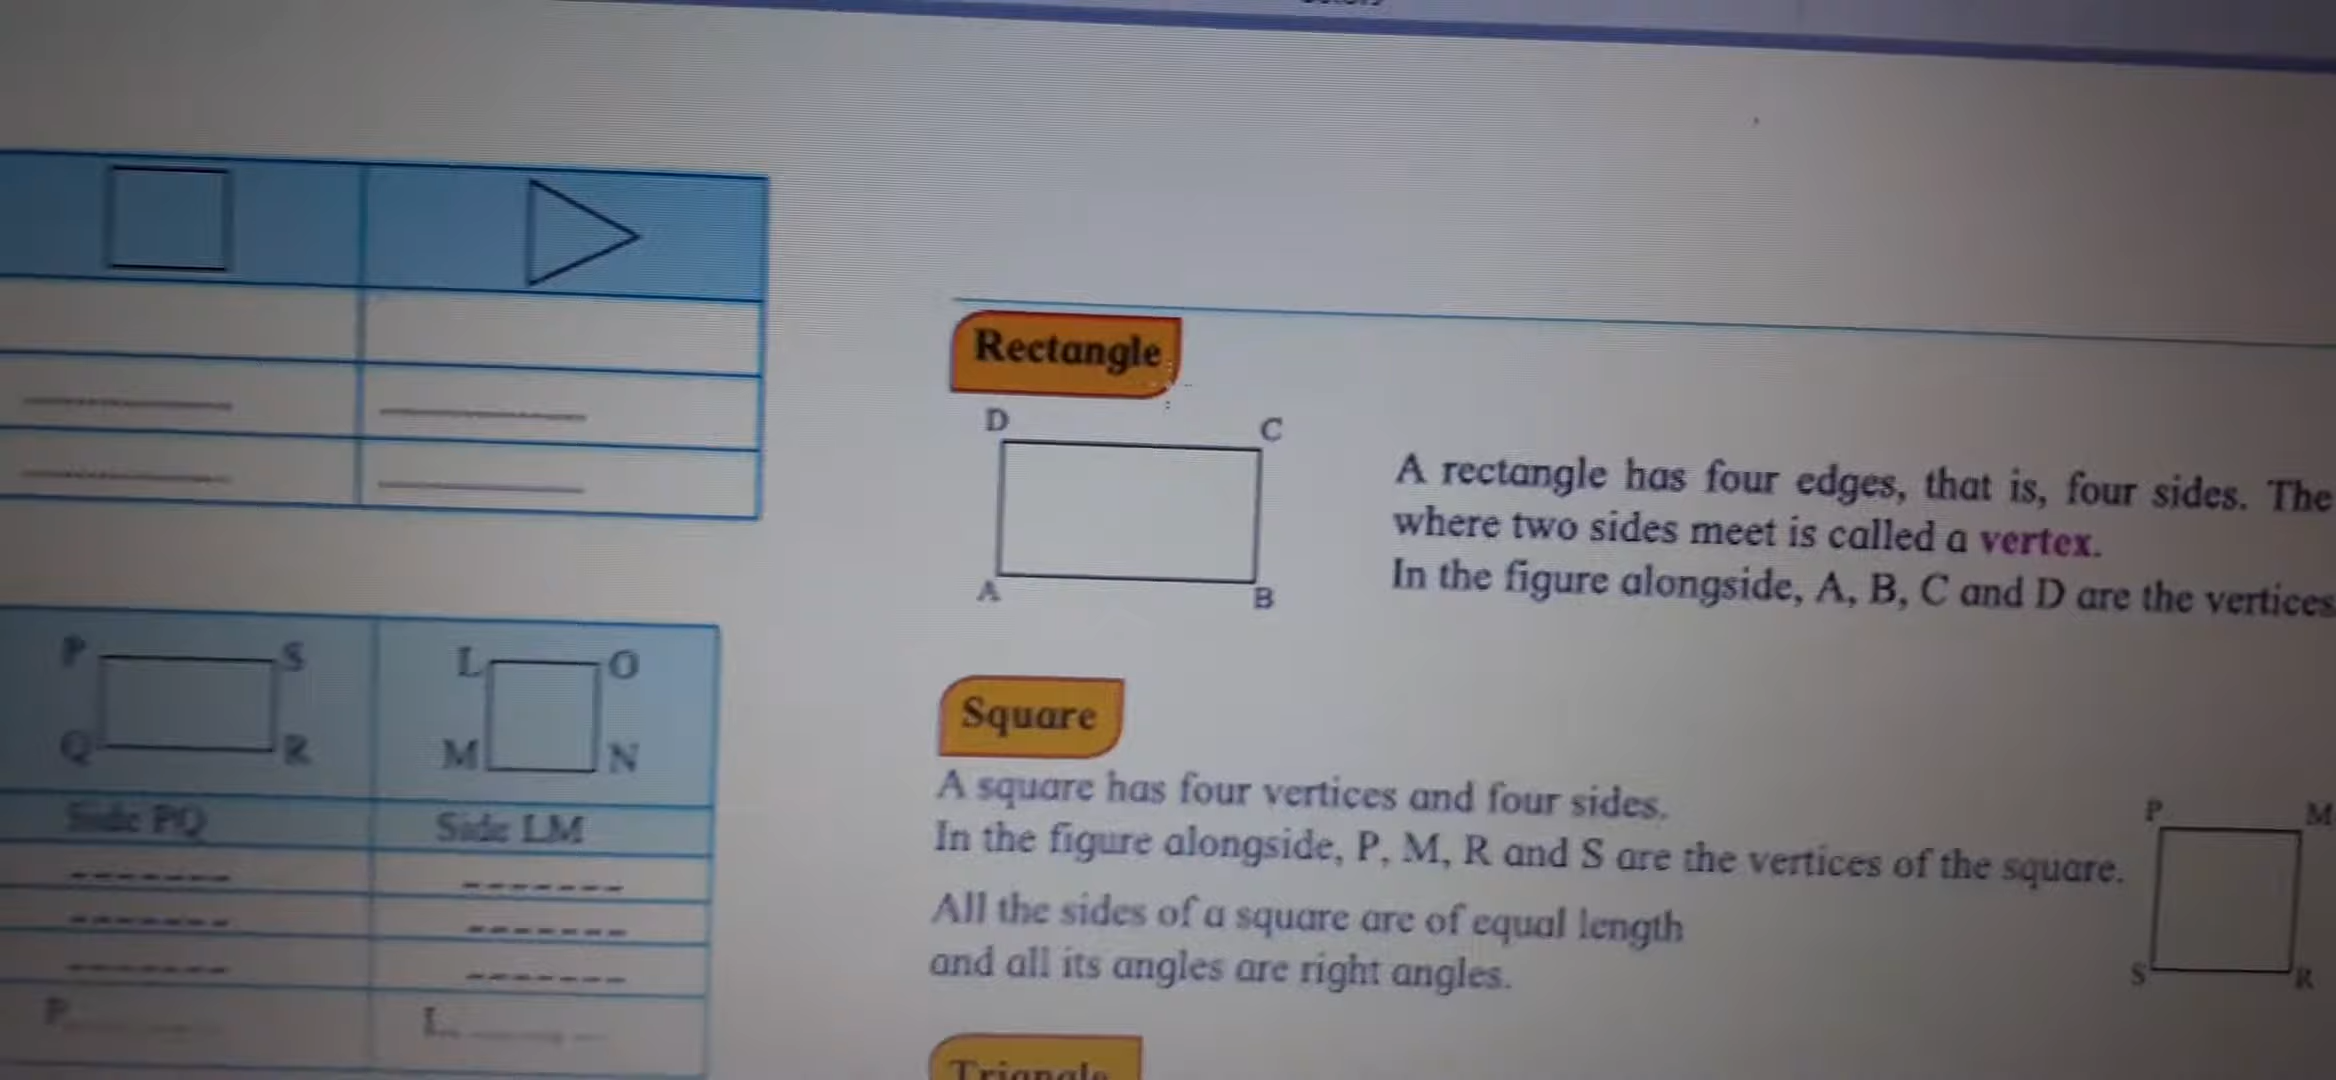 P S
Q R
L O
M N
Side PQ Side LM
P
L
Rectangle
D C
A B
A rectangle has four edges, that is, four sides. The
where two sides meet is called a vertex.
In the figure alongside, A, B, C and D are the vertices
Square
A square has four vertices and four sides.
In the figure alongside, P, M, R and S are the vertices of the square.
All the sides of a square are of equal length
and all its angles are right angles.
P M
S R
Triangle